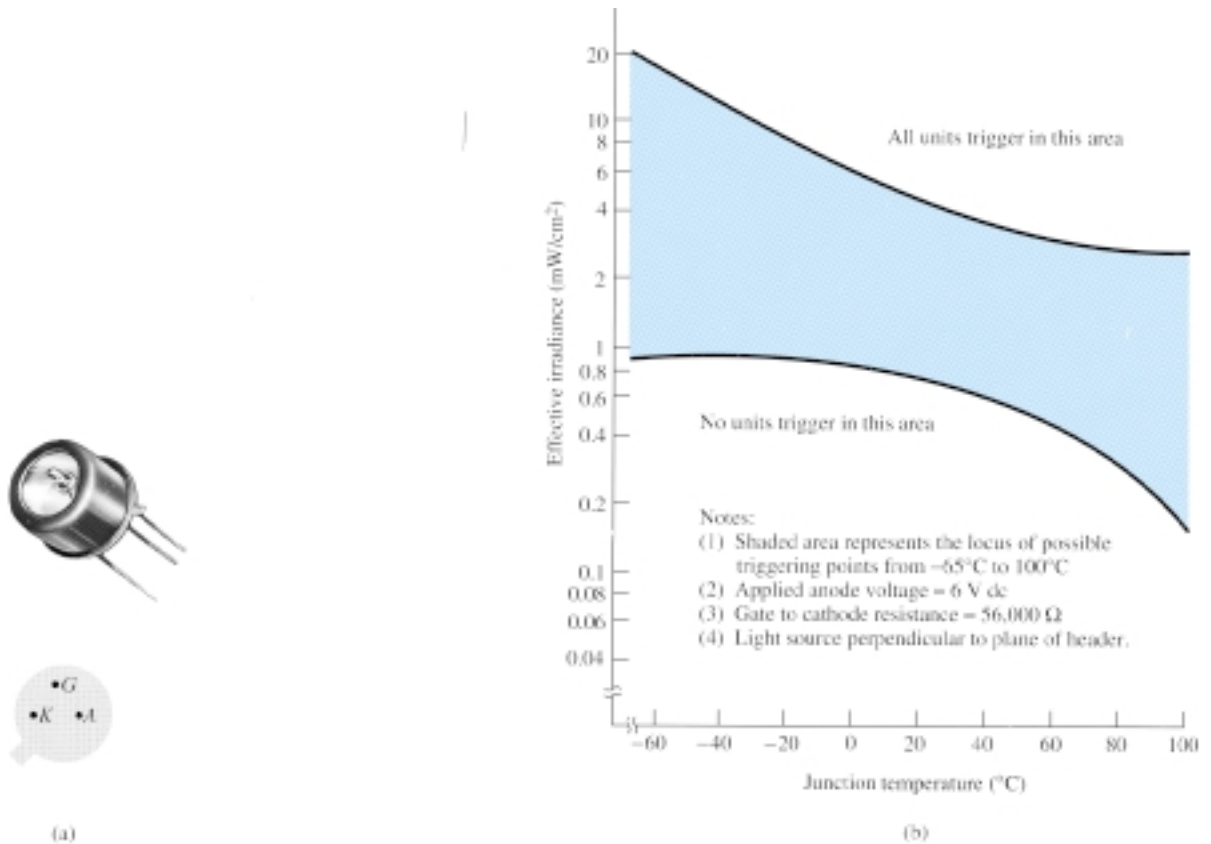 20
10
8
6
4
2
1
0.8
0.6
0.4
0.2
0.1
0.08
0.06
0.04
Effective irradiance (mW/cm²)
All units trigger in this area
No units trigger in this area
Notes:
(1) Shaded area represents the locus of possible
triggering points from –65°C to 100°C
(2) Applied anode voltage = 6 V dc
(3) Gate to cathode resistance = 56,000 Ω
(4) Light source perpendicular to plane of header.
–60 –40 –20 0 20 40 60 80 100
Junction temperature (°C)
G
K A
(a) (b)